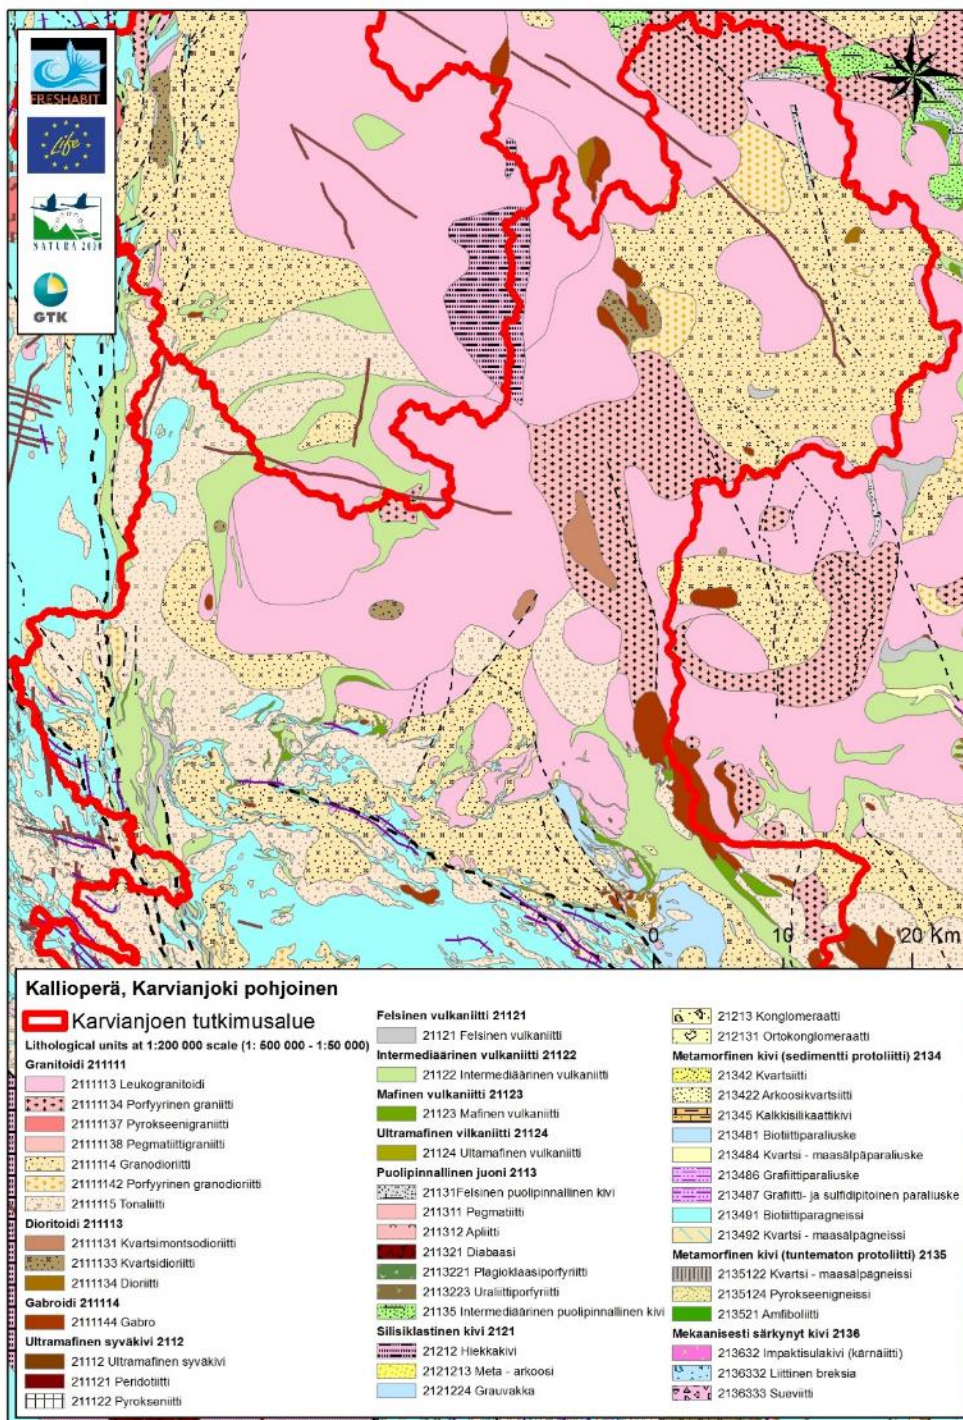 FRESHABIT
Life
NATURA 2000
GTK
0 10 20 Km
Kallioperä, Karvianjoki pohjoinen
Karvianjoen tutkimusalue
Lithological units at 1:200 000 scale (1: 500 000 - 1:50 000)
Granitoidi 211111
2111113 Leukogranitoidi
21111134 Porfyyrinen graniitti
21111137 Pyrokseenigraniitti
21111138 Pegmatiittigraniitti
2111114 Granodioriitti
21111142 Porfyyrinen granodioriitti
2111115 Tonaliitti
Dioritoidi 211113
2111131 Kvartsimontsodioriitti
2111133 Kvartsidioriitti
2111134 Dioriitti
Gabroidi 211114
2111144 Gabro
Ultramafinen syväkivi 2112
21112 Ultramafinen syväkivi
211121 Peridotiitti
211122 Pyrokseniitti
Felsinen vulkaniitti 21121
21121 Felsinen vulkaniitti
Intermediäärinen vulkaniitti 21122
21122 Intermediäärinen vulkaniitti
Mafinen vulkaniitti 21123
21123 Mafinen vulkaniitti
Ultramafinen vilkaniitti 21124
21124 Ultamafinen vulkaniitti
Puolipinnallinen juoni 2113
21131Felsinen puolipinnallinen kivi
211311 Pegmatiitti
211312 Apliitti
211321 Diabaasi
2113221 Plagioklaasiporfyriitti
2113223 Uraliittiporfyriitti
21135 Intermediäärinen puolipinnallinen kivi
Silisiklastinen kivi 2121
21212 Hiekkakivi
2121213 Meta - arkoosi
2121224 Grauvakka
21213 Konglomeraatti
212131 Ortokonglomeraatti
Metamorfinen kivi (sedimentti protoliitti) 2134
21342 Kvartsiitti
213422 Arkoosikvartsiitti
21345 Kalkkisilikaattikivi
213481 Biotiittiparaliuske
213484 Kvartsi - maasälpäparaliuske
213486 Grafiittiparaliuske
213487 Grafiitti- ja sulfidipitoinen paraliuske
213491 Biotiittiparagneissi
213492 Kvartsi - maasälpgneissi
Metamorfinen kivi (tuntematon protoliitti) 2135
2135122 Kvartsi - maasälpägneissi
2135124 Pyrokseenigneissi
213521 Amfiboliitti
Mekaanisesti särkynyt kivi 2136
213632 Impaktisulakivi (kärnäiitti)
2136332 Liittinen breksia
2136333 Sueviitti